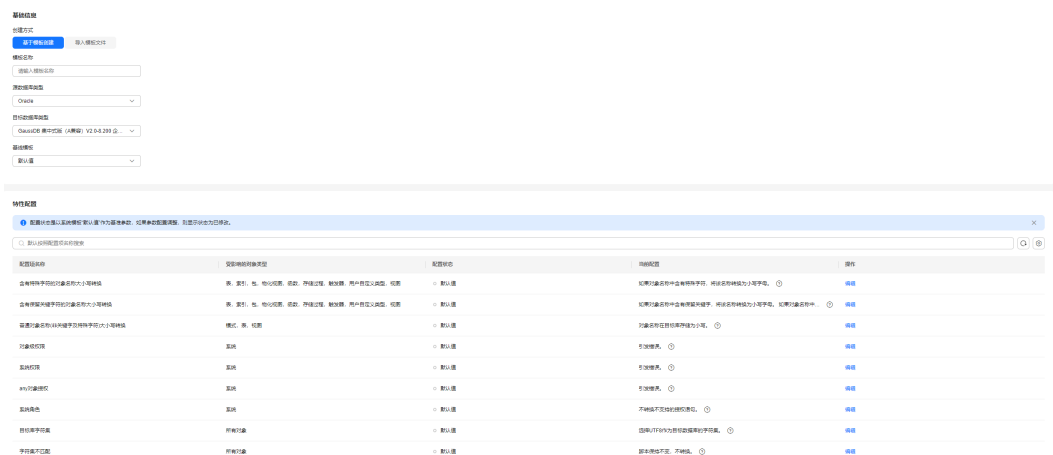 基础信息
创建方式
基于模板创建 导入模板文件
模板名称
请输入模板名称
源数据库类型
Oracle
目标数据库类型
GaussDB 集中式版（A兼容）V2.0-8.200 企...
基线模板
默认值
特性配置
配置状态是以系统模板"默认值"作为基准参数，如果参数配置调整，则显示状态为已修改。
默认按照配置项名称搜索
配置项名称 受影响的对象类型 配置状态 当前配置 操作
含有特殊字符的对象名称大小写转换 表、索引、包、物化视图、函数、存储过程、触发器、用户自定义类型、视图 默认值 如果对象名称中含有特殊字符，将该名称转换为小写字母。 编辑
含有保留关键字符的对象名称大小写转换 表、索引、包、物化视图、函数、存储过程、触发器、用户自定义类型、视图 默认值 如果对象名称中含有保留关键字，将该名称转换为小写字母。如果对象名称中... 编辑
普通对象名称(非关键字及特殊字符)大小写转换 模式、表、视图 默认值 对象名称在目标库存储为小写。 编辑
对象级权限 系统 默认值 引发错误。 编辑
系统权限 系统 默认值 引发错误。 编辑
any对象授权 系统 默认值 引发错误。 编辑
系统角色 系统 默认值 不转换不支持的授权语句。 编辑
目标库字符集 所有对象 默认值 选择UTF8作为目标数据库的字符集。 编辑
字符集不匹配 所有对象 默认值 脚本保持不变，不转换。 编辑